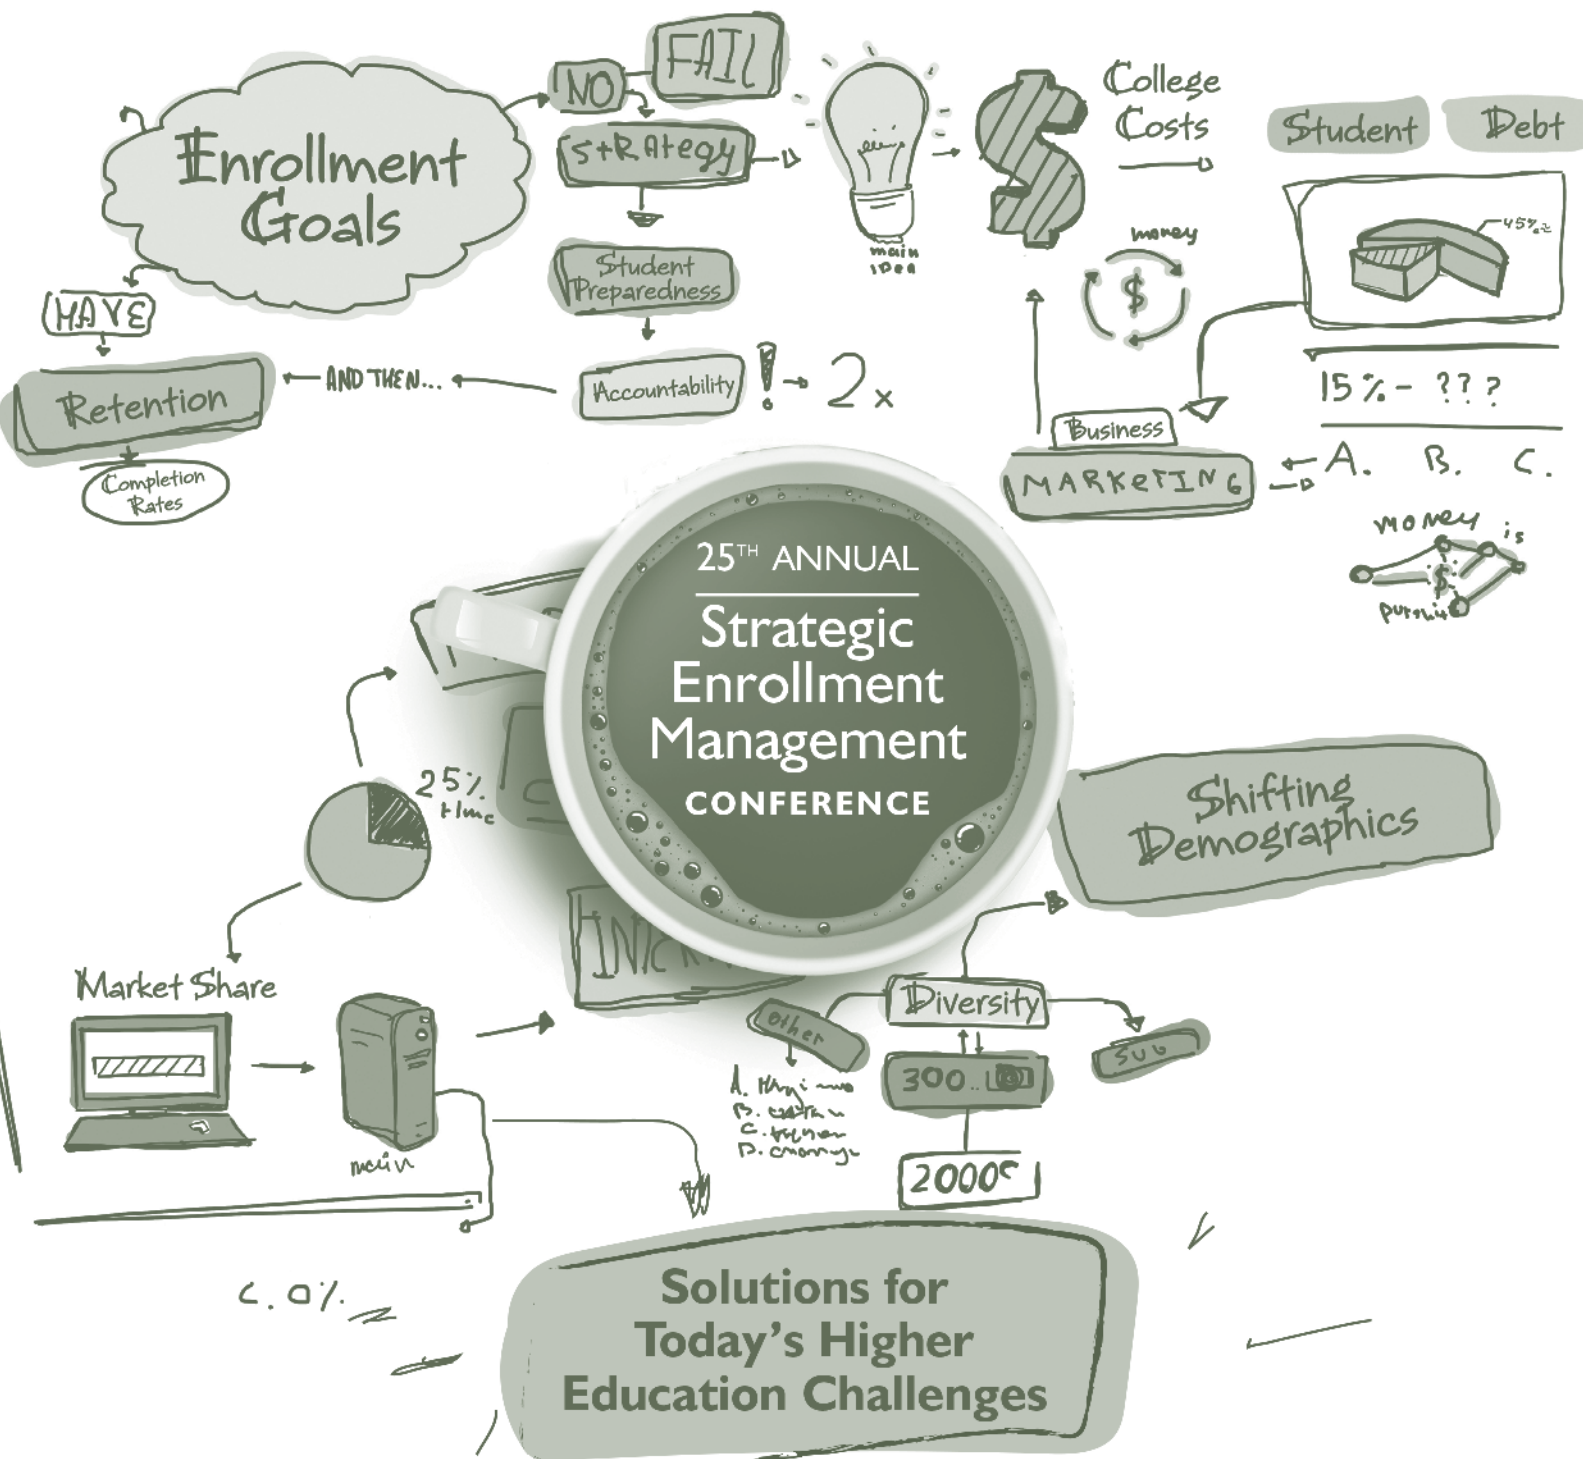 Enrollment
Goals
NO
FAIL
StRAtegy
main
iDea
College
Costs
Student Debt
45%
Student
Preparedness
money
$
HAVE
Retention
AND THEN...
Accountability
! 2x
15% - ???
Completion
Rates
Business
MARKeTING
A. B. C.
money is
$
25TH ANNUAL
Strategic
Enrollment
Management
CONFERENCE
25%
time
Shifting
Demographics
Market Share
main
Diversity
other
SUB
300..
A.
B.
C.
D.
2000
C. 0%
Solutions for
Today's Higher
Education Challenges